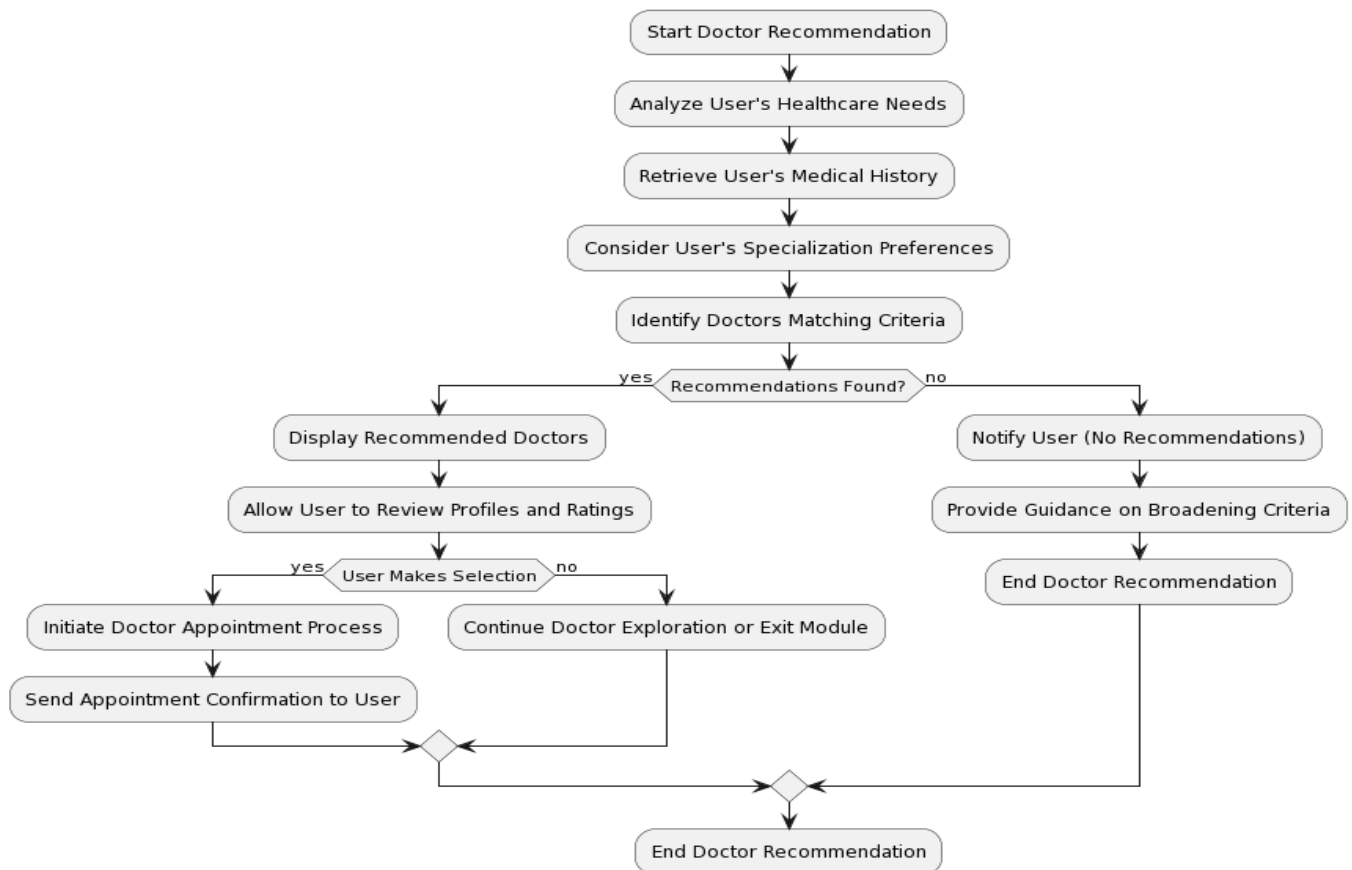 Start Doctor Recommendation
Analyze User's Healthcare Needs
Retrieve User's Medical History
Consider User's Specialization Preferences
Identify Doctors Matching Criteria
yes
Recommendations Found?
no
Display Recommended Doctors
Notify User (No Recommendations)
Allow User to Review Profiles and Ratings
Provide Guidance on Broadening Criteria
yes
User Makes Selection
no
End Doctor Recommendation
Initiate Doctor Appointment Process
Continue Doctor Exploration or Exit Module
Send Appointment Confirmation to User
End Doctor Recommendation